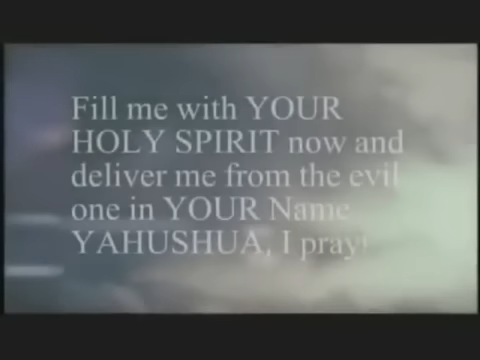 Fill me with YOUR
HOLY SPIRIT now and
deliver me from the evil
one in YOUR Name
YAHUSHUA, I pray